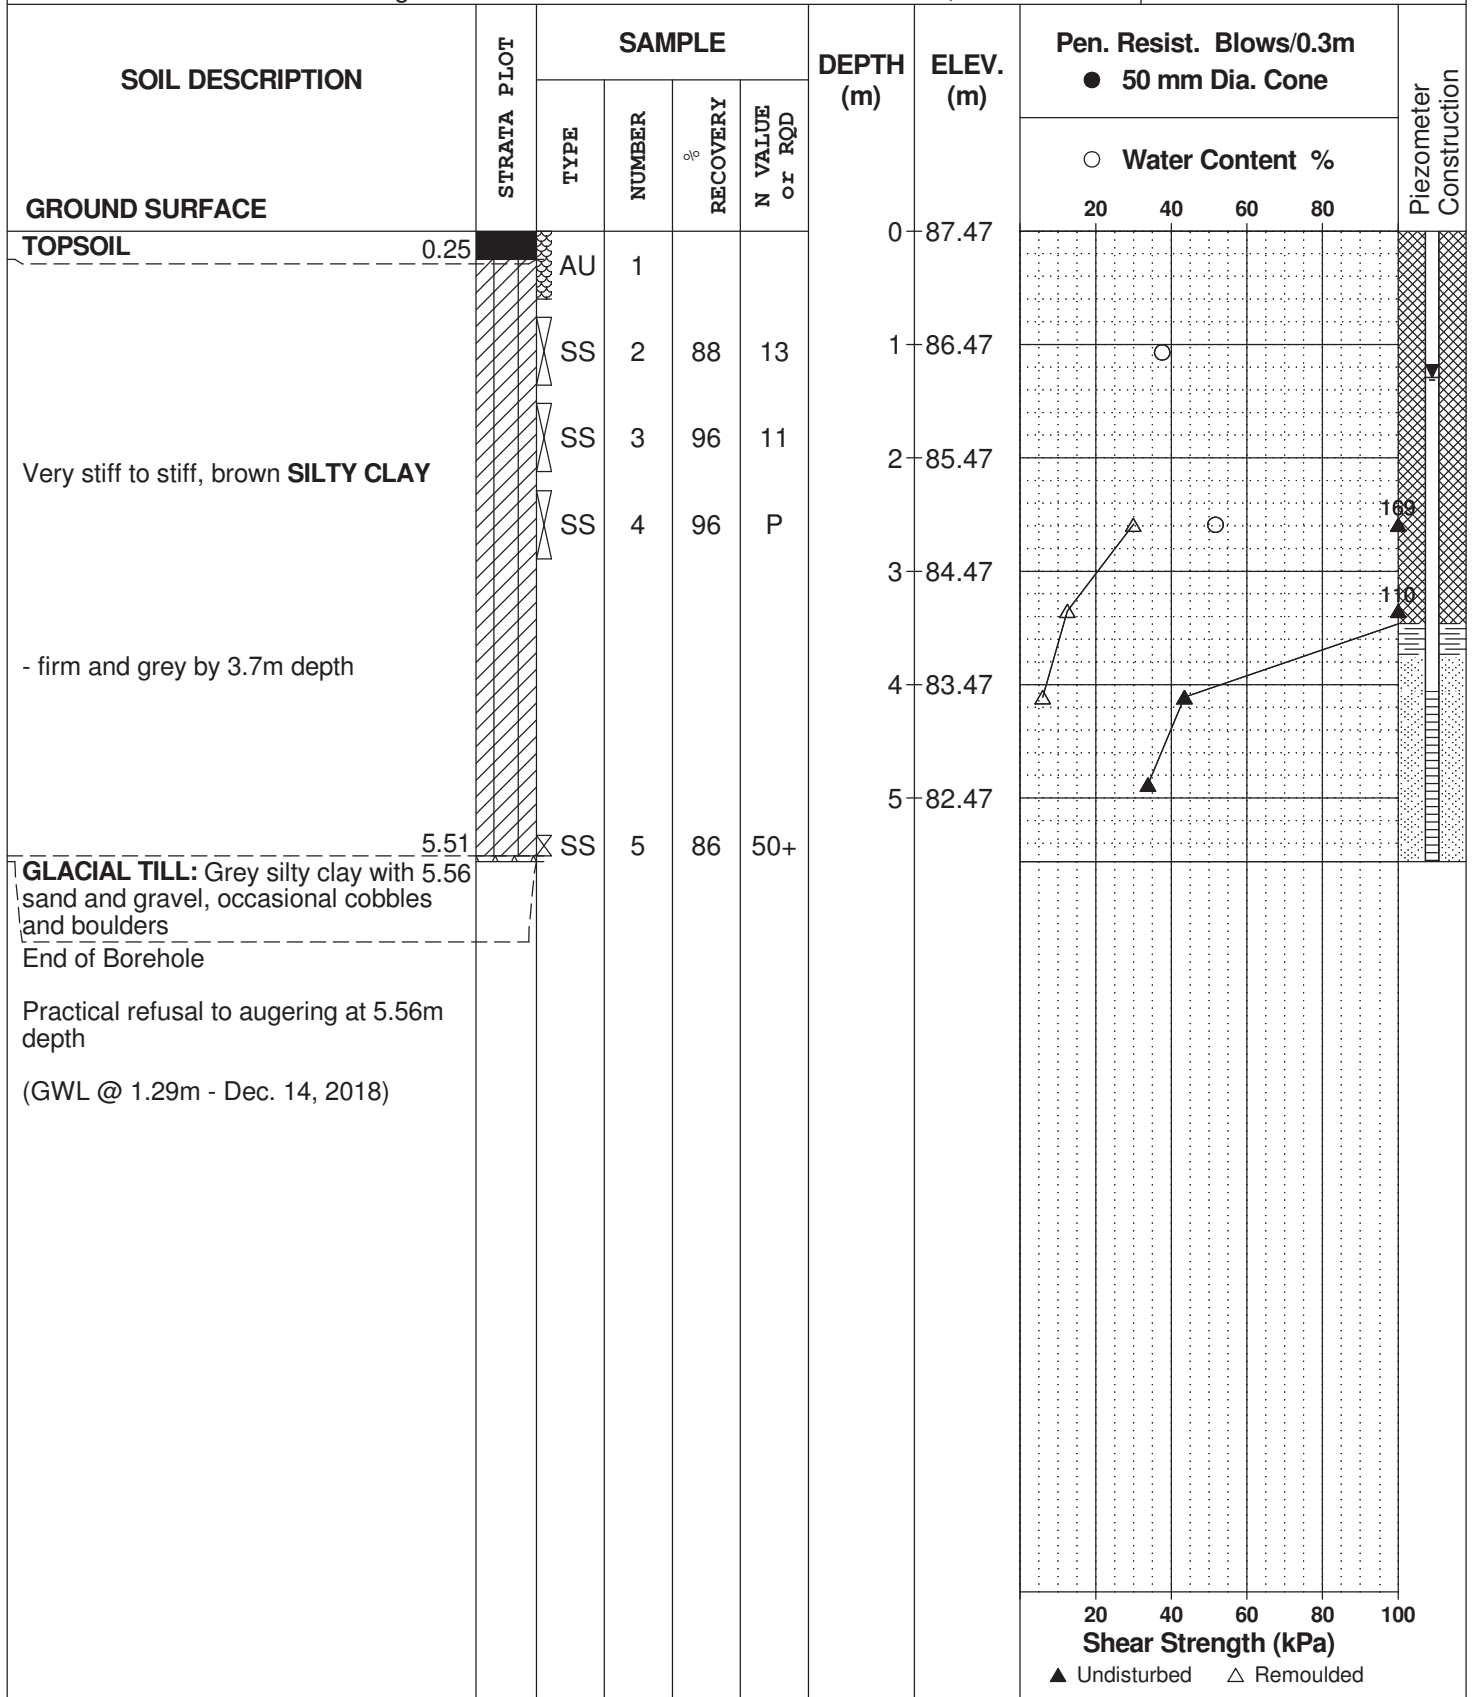 SOIL DESCRIPTION
GROUND SURFACE
STRATA PLOT
SAMPLE
TYPE
NUMBER
%
RECOVERY
N VALUE
or RQD
DEPTH
(m)
ELEV.
(m)
Pen. Resist. Blows/0.3m
● 50 mm Dia. Cone
○ Water Content %
20 40 60 80
Piezometer
Construction
TOPSOIL 0.25
AU 1
0 87.47
SS 2 88 13
1 86.47
SS 3 96 11
2 85.47
Very stiff to stiff, brown SILTY CLAY
SS 4 96 P
169
3 84.47
110
- firm and grey by 3.7m depth
4 83.47
5 82.47
5.51
SS 5 86 50+
GLACIAL TILL: Grey silty clay with 5.56
sand and gravel, occasional cobbles
and boulders
End of Borehole
Practical refusal to augering at 5.56m
depth
(GWL @ 1.29m - Dec. 14, 2018)
20 40 60 80 100
Shear Strength (kPa)
▲ Undisturbed △ Remoulded